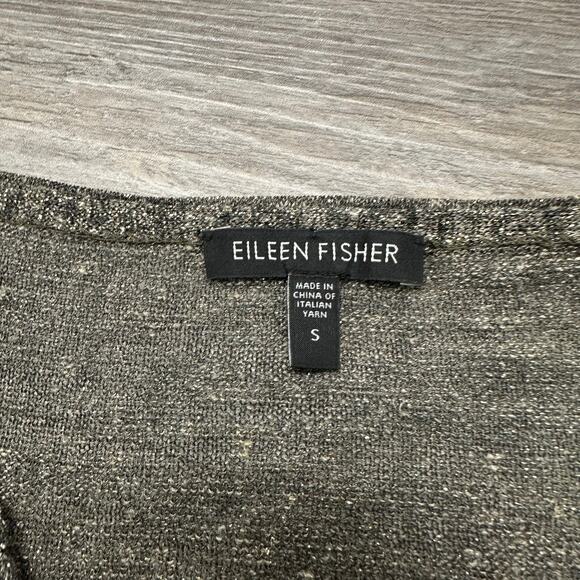 EILEEN FISHER
MADE IN
CHINA OF
ITALIAN
YARN
S